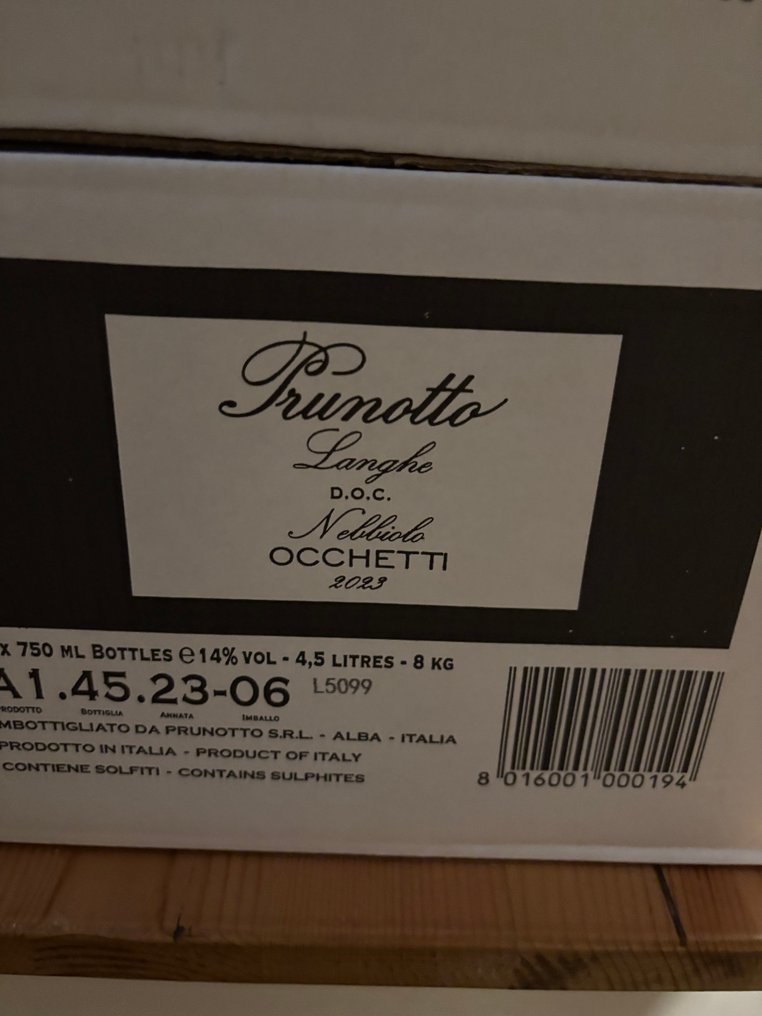 Prunotto
Langhe
D.O.C.
Nebbiolo
OCCHETTI
2023
x 750 ML BOTTLES e 14% VOL - 4,5 LITRES - 8 KG
A1.45.23-06 L5099
PRODOTTO BOTTIGLIA ANNATA IMBALLO
MBOTTIGLIATO DA PRUNOTTO S.R.L. - ALBA - ITALIA
PRODOTTO IN ITALIA - PRODUCT OF ITALY
CONTIENE SOLFITI - CONTAINS SULPHITES
8 016001 000194